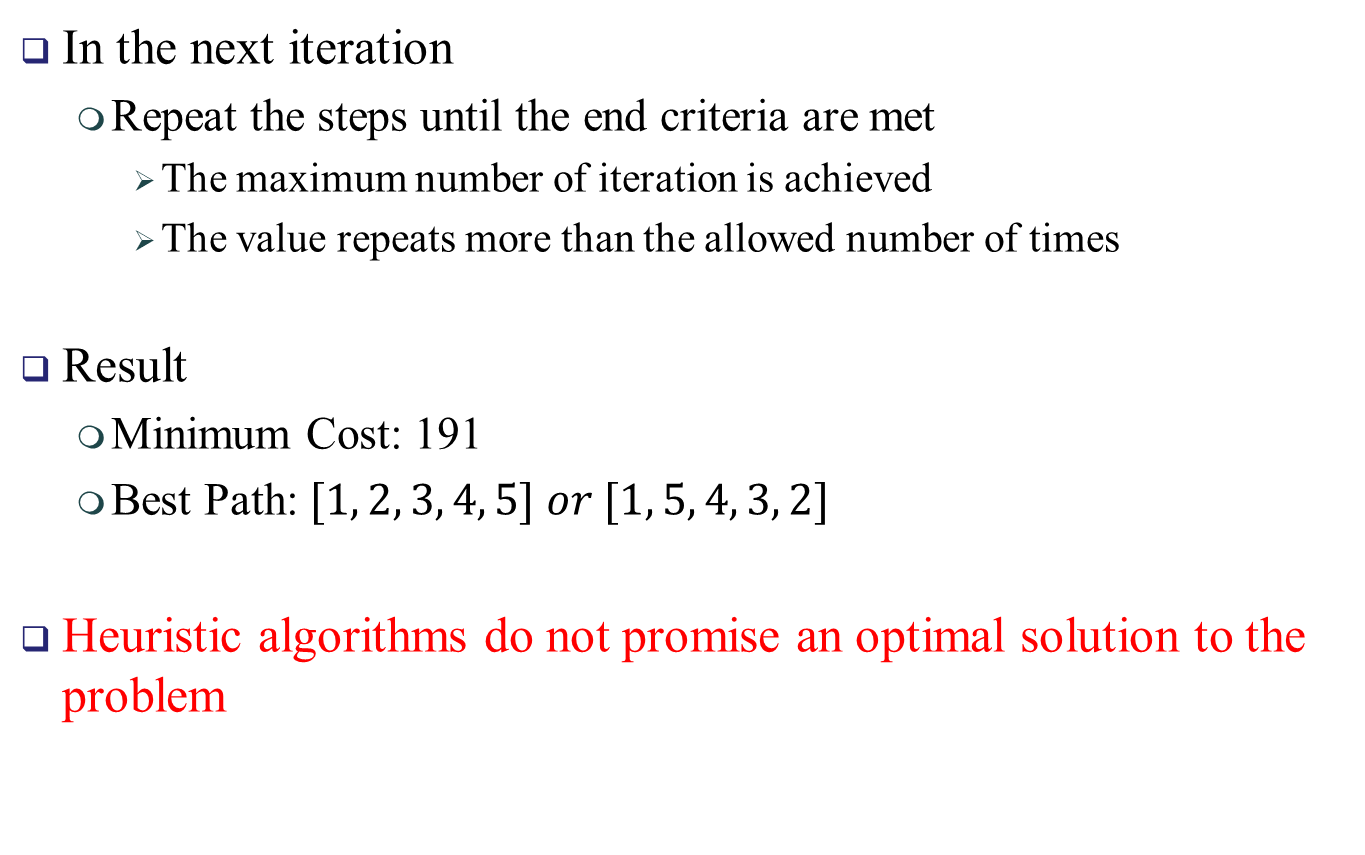 In the next iteration
Repeat the steps until the end criteria are met
The maximum number of iteration is achieved
The value repeats more than the allowed number of times
Result
Minimum Cost: 191
Best Path: [1, 2, 3, 4, 5] or [1, 5, 4, 3, 2]
Heuristic algorithms do not promise an optimal solution to the
problem